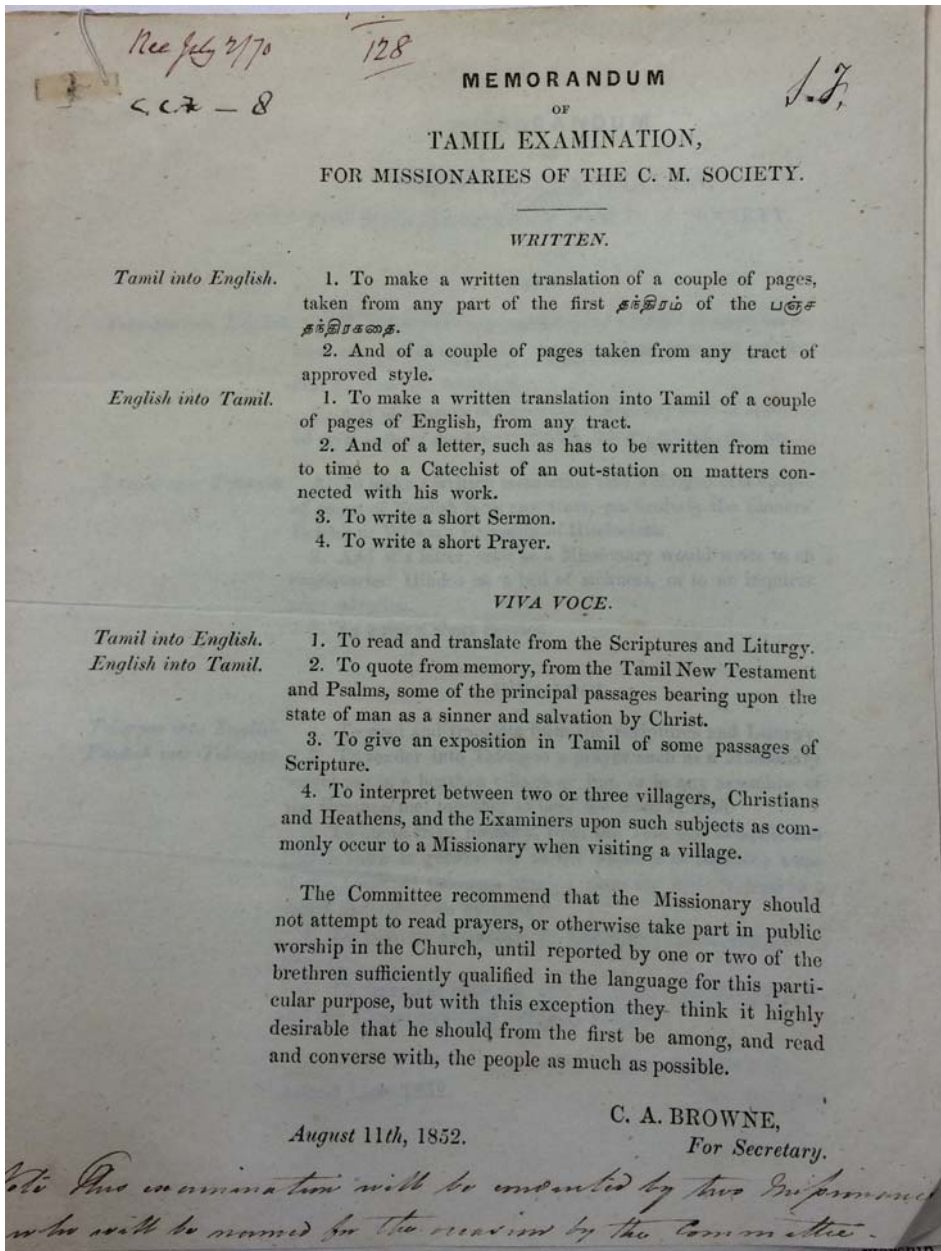 Rec July 2/70
128
MEMORANDUM
OF
TAMIL EXAMINATION,
FOR MISSIONARIES OF THE C. M. SOCIETY.
WRITTEN.
Tamil into English. 1. To make a written translation of a couple of pages,
taken from any part of the first தந்திரம் of the பஞ்ச
தந்திரகதை.
2. And of a couple of pages taken from any tract of
approved style.
English into Tamil. 1. To make a written translation into Tamil of a couple
of pages of English, from any tract.
2. And of a letter, such as has to be written from time
to time to a Catechist of an out-station on matters con-
nected with his work.
3. To write a short Sermon.
4. To write a short Prayer.
VIVA VOCE.
Tamil into English. 1. To read and translate from the Scriptures and Liturgy.
English into Tamil. 2. To quote from memory, from the Tamil New Testament
and Psalms, some of the principal passages bearing upon the
state of man as a sinner and salvation by Christ.
3. To give an exposition in Tamil of some passages of
Scripture.
4. To interpret between two or three villagers, Christians
and Heathens, and the Examiners upon such subjects as com-
monly occur to a Missionary when visiting a village.
The Committee recommend that the Missionary should
not attempt to read prayers, or otherwise take part in public
worship in the Church, until reported by one or two of the
brethren sufficiently qualified in the language for this parti-
cular purpose, but with this exception they think it highly
desirable that he should from the first be among, and read
and converse with, the people as much as possible.
C. A. BROWNE,
August 11th, 1852.
For Secretary.
This examination will be by two
who will be named for the occasion by the Committee.